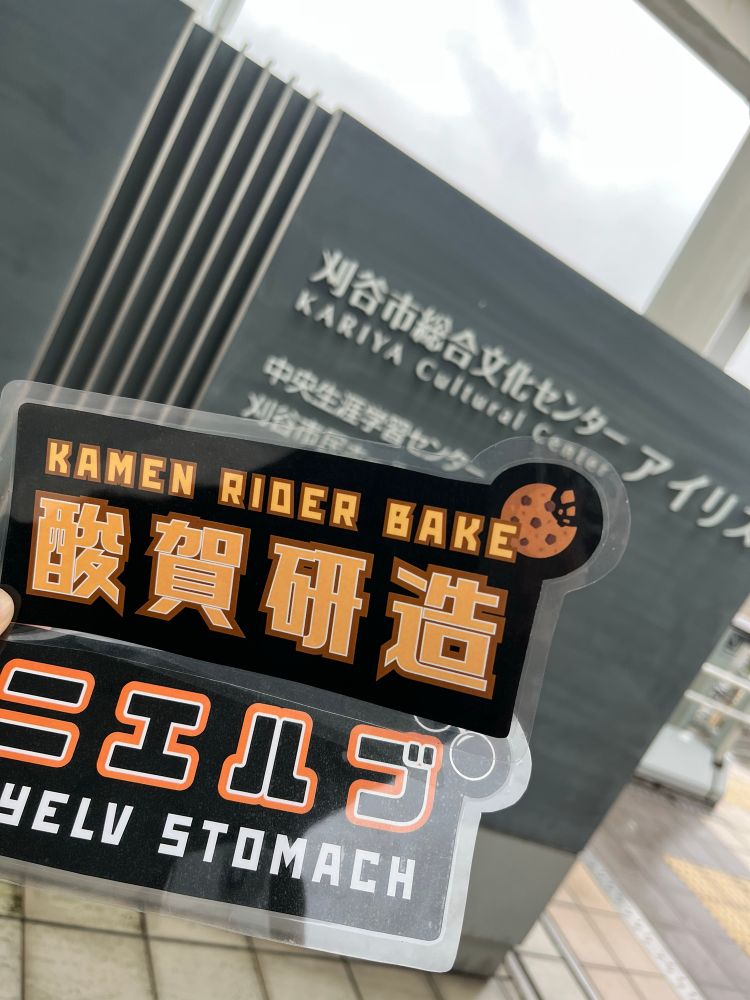 刈谷市総合文化センター アイリス
KARIYA Cultural Center
中央生涯学習センター
刈谷市民
KAMEN RIDER BAKE
酸賀研造
ニエルブ
YELV STOMACH